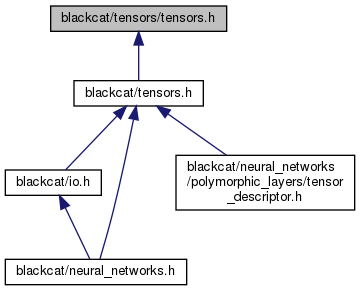 blackcat/tensors/tensors.h
blackcat/tensors.h
blackcat/io.h
blackcat/neural_networks
/polymorphic_layers/tensor
_descriptor.h
blackcat/neural_networks.h